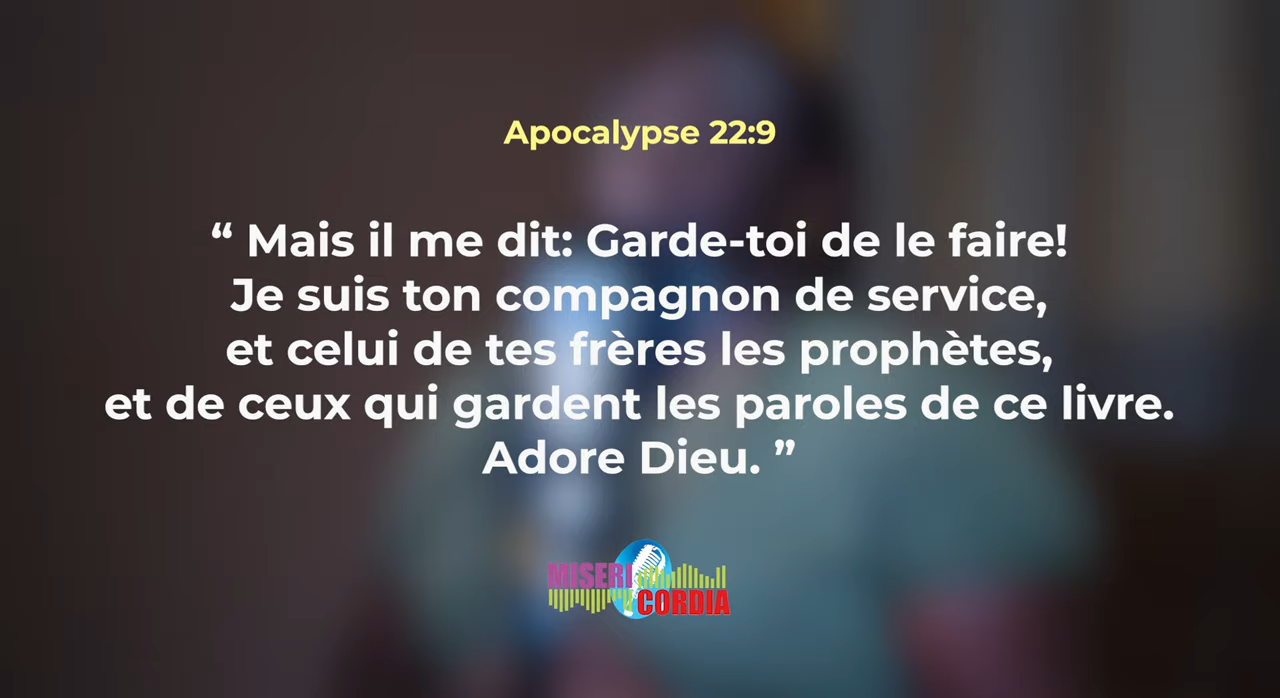 Apocalypse 22:9
“ Mais il me dit: Garde-toi de le faire!
Je suis ton compagnon de service,
et celui de tes frères les prophètes,
et de ceux qui gardent les paroles de ce livre.
Adore Dieu. ”
MISERI
CORDIA